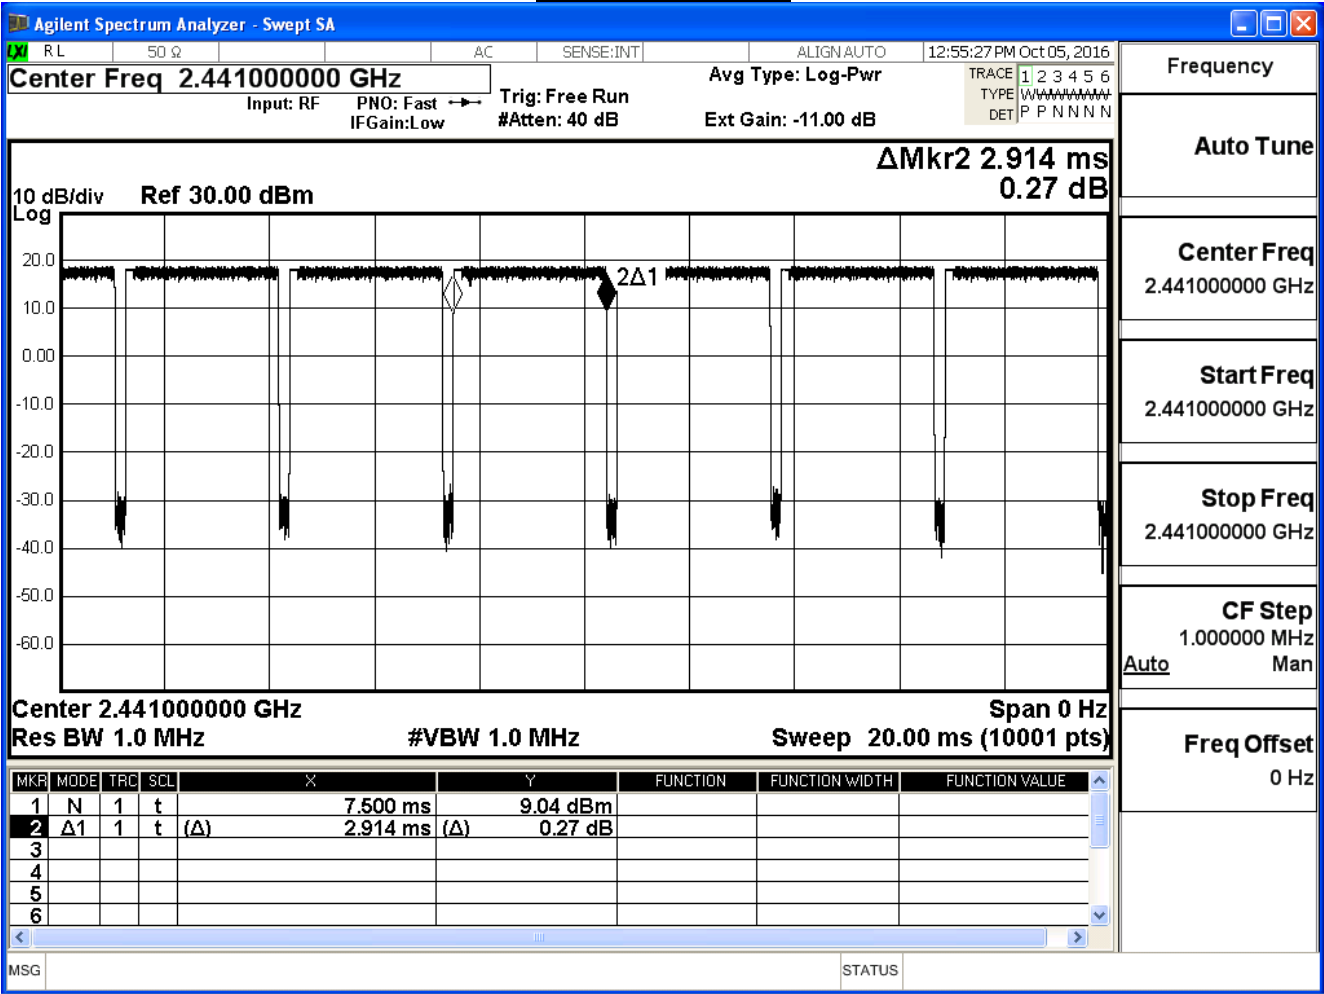 Agilent Spectrum Analyzer - Swept SA
LXI RL 50 Ω AC SENSE:INT ALIGN AUTO 12:55:27 PM Oct 05, 2016
Center Freq 2.441000000 GHz
Input: RF PNO: Fast Trig: Free Run Avg Type: Log-Pwr TRACE 1 2 3 4 5 6
TYPE WWWWWW
IFGain:Low #Atten: 40 dB Ext Gain: -11.00 dB DET P P N N N N
ΔMkr2 2.914 ms
0.27 dB
10 dB/div Ref 30.00 dBm
Log
20.0
2Δ1
10.0
0.00
-10.0
-20.0
-30.0
-40.0
-50.0
-60.0
Center 2.441000000 GHz Span 0 Hz
Res BW 1.0 MHz #VBW 1.0 MHz Sweep 20.00 ms (10001 pts)
MKR MODE TRC SCL X Y FUNCTION FUNCTION WIDTH FUNCTION VALUE
1 N 1 t 7.500 ms 9.04 dBm
2 Δ1 1 t (Δ) 2.914 ms (Δ) 0.27 dB
3
4
5
6
MSG STATUS
Frequency
Auto Tune
Center Freq
2.441000000 GHz
Start Freq
2.441000000 GHz
Stop Freq
2.441000000 GHz
CF Step
1.000000 MHz
Auto Man
Freq Offset
0 Hz